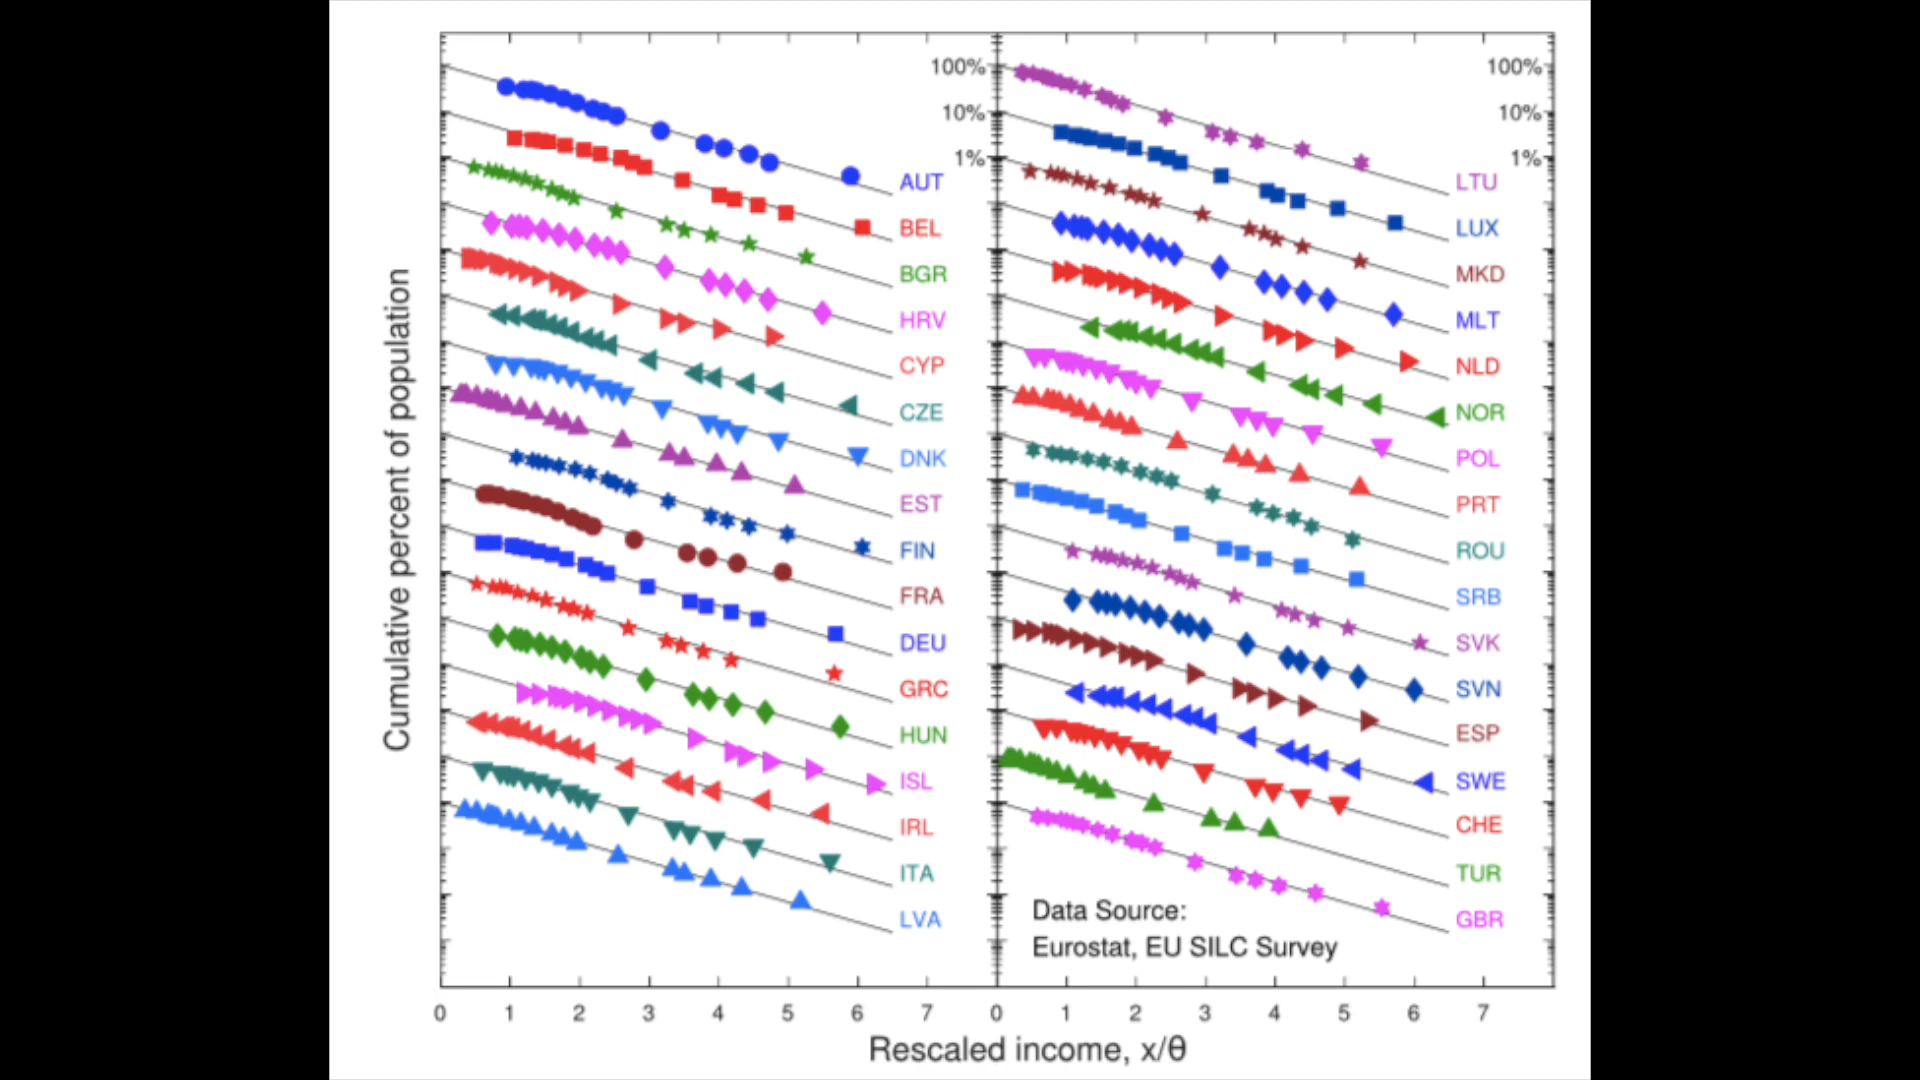 Cumulative percent of population
100%
10%
1%
AUT
BEL
BGR
HRV
CYP
CZE
DNK
EST
FIN
FRA
DEU
GRC
HUN
ISL
IRL
ITA
LVA
100%
10%
1%
LTU
LUX
MKD
MLT
NLD
NOR
POL
PRT
ROU
SRB
SVK
SVN
ESP
SWE
CHE
TUR
GBR
Data Source:
Eurostat, EU SILC Survey
0 1 2 3 4 5 6 7 0 1 2 3 4 5 6 7
Rescaled income, x/θ